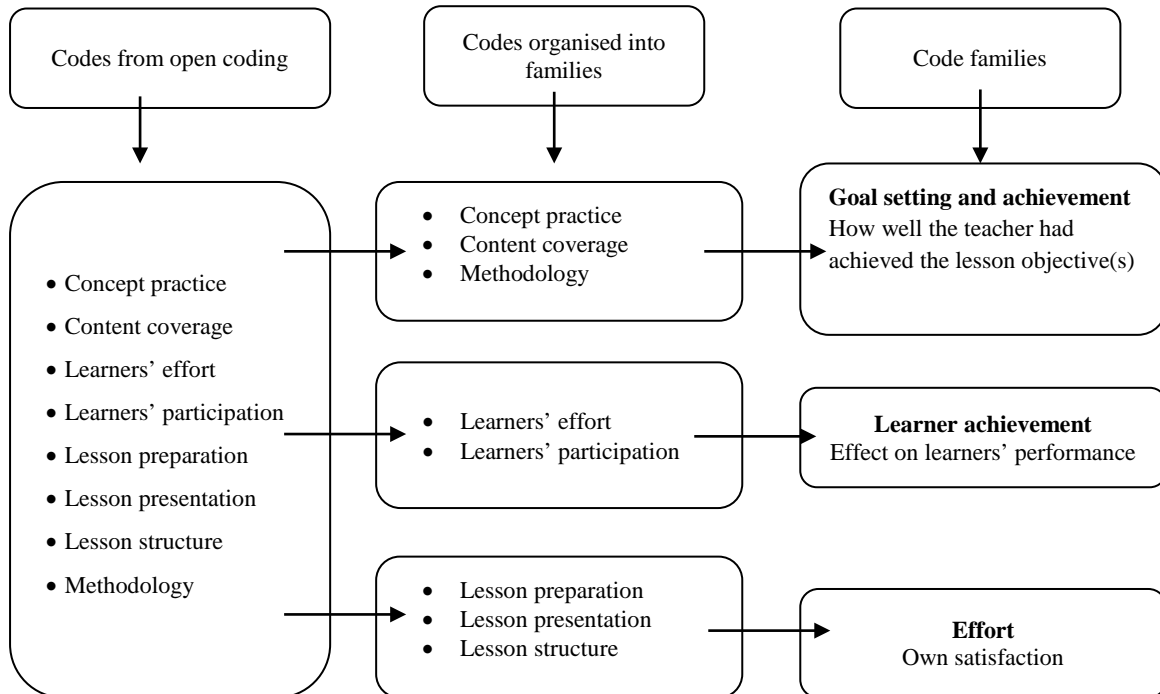 Codes from open coding
Codes organised into
families
Code families
• Concept practice
• Content coverage
• Learners’ effort
• Learners’ participation
• Lesson preparation
• Lesson presentation
• Lesson structure
• Methodology
• Concept practice
• Content coverage
• Methodology
Goal setting and achievement
How well the teacher had
achieved the lesson objective(s)
• Learners’ effort
• Learners’ participation
Learner achievement
Effect on learners’ performance
• Lesson preparation
• Lesson presentation
• Lesson structure
Effort
Own satisfaction